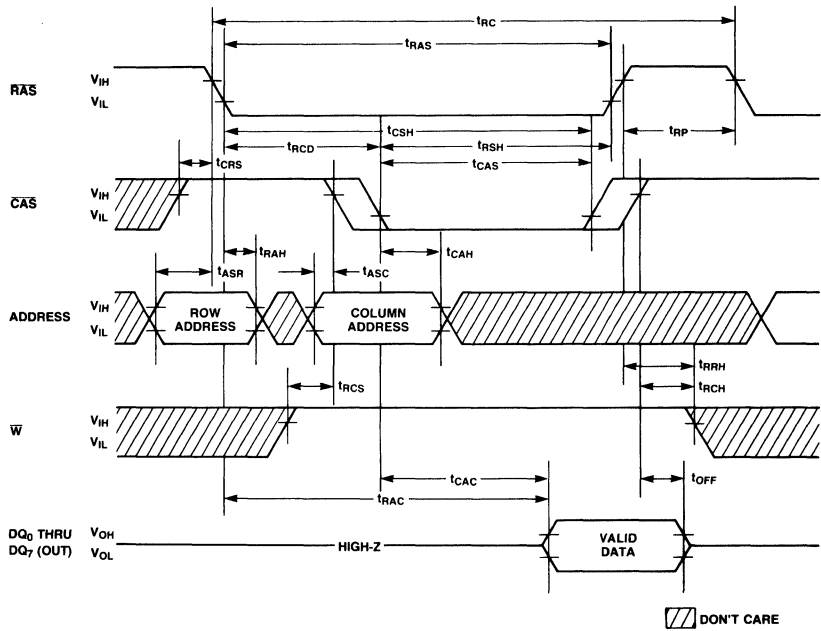 tRC
tRAS
RAS
VIH
VIL
tCSH
tRCD
tRSH
tRP
tCAS
tCRS
CAS
VIH
VIL
tRAH
tCAH
tASR
tASC
ADDRESS
VIH
VIL
ROW
ADDRESS
COLUMN
ADDRESS
tRRH
tRCH
tRCS
W
VIH
VIL
tCAC
tOFF
tRAC
DQ0 THRU
DQ7 (OUT)
VOH
VOL
HIGH-Z
VALID
DATA
DON'T CARE